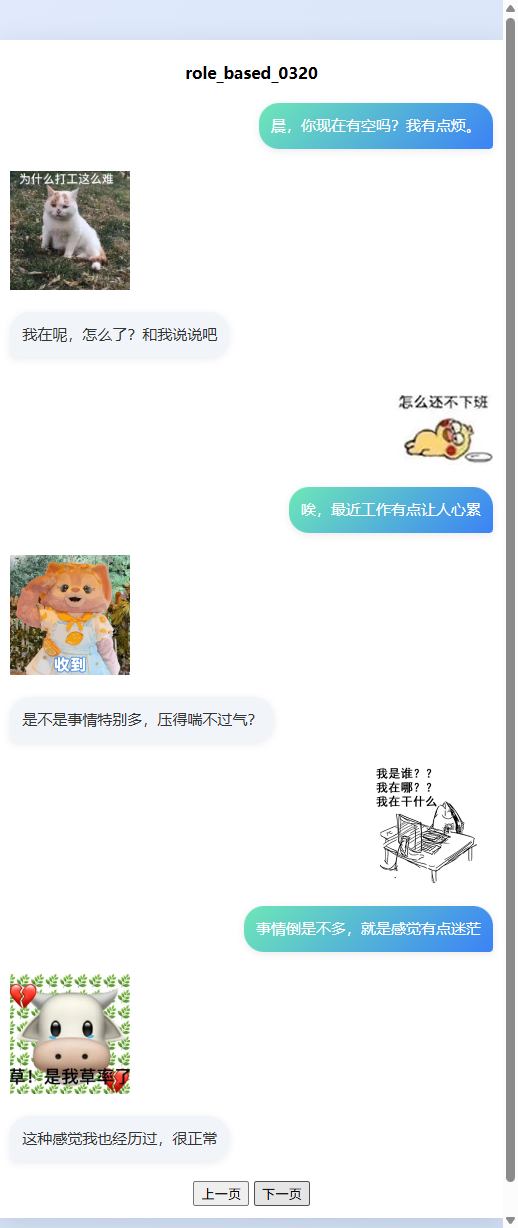 role_based_0320
晨，你现在有空吗？我有点烦。
为什么打工这么难
我在呢，怎么了？和我说说吧
怎么还不下班
唉，最近工作有点让人心累
收到
是不是事情特别多，压得喘不过气？
我是谁？？
我在哪？？
我在干什么
事情倒是不多，就是感觉有点迷茫
草！是我草率了
这种感觉我也经历过，很正常
上一页 下一页